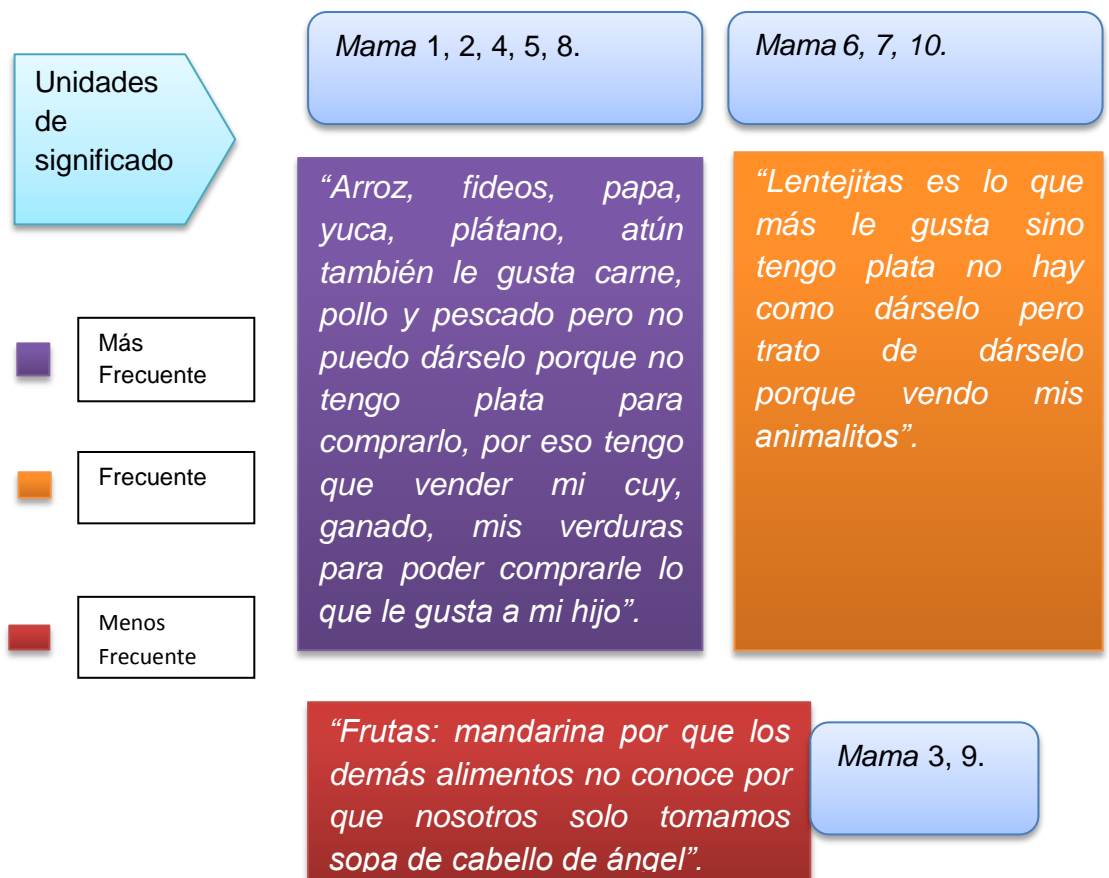 Unidades
de
significado
Mama 1, 2, 4, 5, 8.
Mama 6, 7, 10.
“Arroz, fideos, papa,
yuca, plátano, atún
también le gusta carne,
pollo y pescado pero no
puedo dárselo porque no
tengo plata para
comprarlo, por eso tengo
que vender mi cuy,
ganado, mis verduras
para poder comprarle lo
que le gusta a mi hijo”.
“Lentejitas es lo que
más le gusta sino
tengo plata no hay
como dárselo pero
trato de dárselo
porque vendo mis
animalitos”.
Más
Frecuente
Frecuente
Menos
Frecuente
“Frutas: mandarina por que los
demás alimentos no conoce por
que nosotros solo tomamos
sopa de cabello de ángel”.
Mama 3, 9.